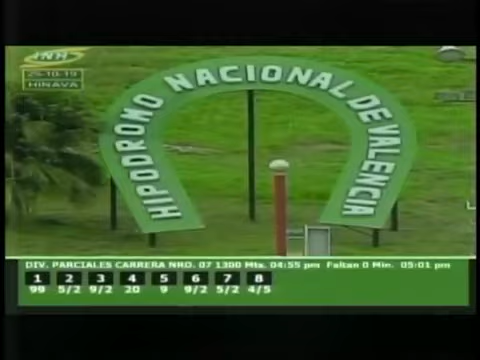 INH
25-10-19
HINAVA
HIPODROMO NACIONAL DE VALENCIA
DIV. PARCIALES CARRERA NRO. 07 1300 Mts. 04:55 pm Faltan 0 Min. 05:01 pm
1 2 3 4 5 6 7 8
99 5/2 9/2 20 9 9/2 5/2 4/5